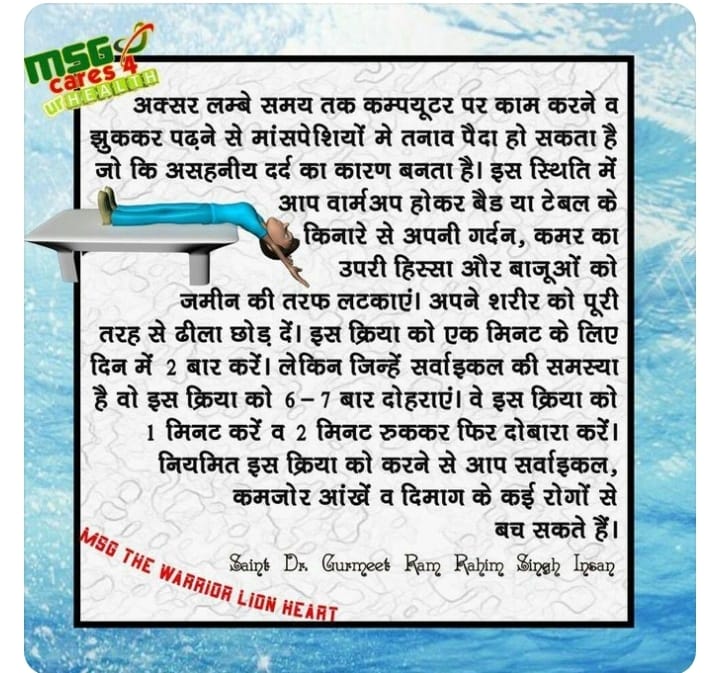 MSG
cares 4
Ur HEALTH
अक्सर लम्बे समय तक कम्पयूटर पर काम करने व
झुककर पढ़ने से मांसपेशियों मे तनाव पैदा हो सकता है
जो कि असहनीय दर्द का कारण बनता है। इस स्थिति में
आप वार्मअप होकर बैड या टेबल के
किनारे से अपनी गर्दन, कमर का
उपरी हिस्सा और बाजूओं को
जमीन की तरफ लटकाएं। अपने शरीर को पूरी
तरह से ढीला छोड़ दें। इस क्रिया को एक मिनट के लिए
दिन में 2 बार करें। लेकिन जिन्हें सर्वाइकल की समस्या
है वो इस क्रिया को 6-7 बार दोहराएं। वे इस क्रिया को
1 मिनट करें व 2 मिनट रुककर फिर दोबारा करें।
नियमित इस क्रिया को करने से आप सर्वाइकल,
कमजोर आंखें व दिमाग के कई रोगों से
बच सकते हैं।
Saint Dr. Gurmeet Ram Rahim Singh Insan
MSG THE WARRIOR LION HEART